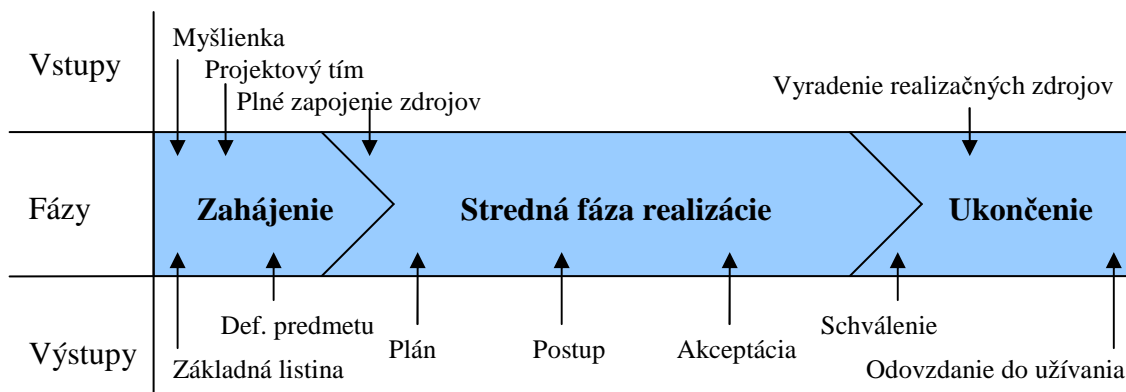 Myšlienka
Vstupy
Projektový tím
Plné zapojenie zdrojov
Vyradenie realizačných zdrojov
Fázy
Zahájenie
Stredná fáza realizácie
Ukončenie
Def. predmetu
Schválenie
Plán
Postup
Akceptácia
Výstupy
Základná listina
Odovzdanie do užívania